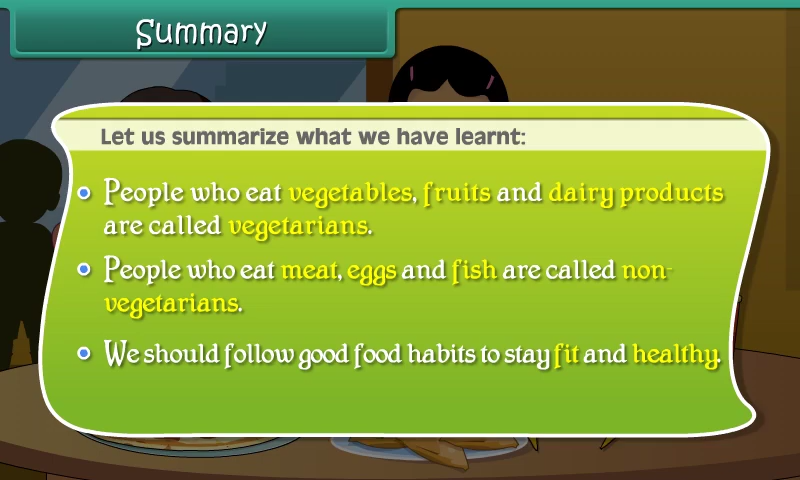 Summary
Let us summarize what we have learnt:
People who eat vegetables, fruits and dairy products
are called vegetarians.
People who eat meat, eggs and fish are called non-
vegetarians.
We should follow good food habits to stay fit and healthy.